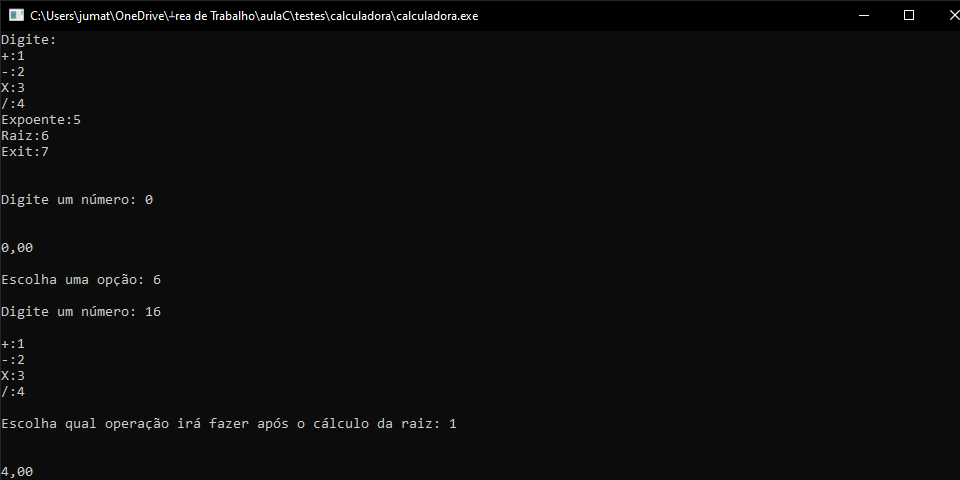 C:\Users\jumat\OneDrive\┴rea de Trabalho\aulaC\testes\calculadora\calculadora.exe
Digite:
+:1
-:2
X:3
/:4
Expoente:5
Raiz:6
Exit:7
Digite um número: 0
0,00
Escolha uma opção: 6
Digite um número: 16
+:1
-:2
X:3
/:4
Escolha qual operação irá fazer após o cálculo da raiz: 1
4,00